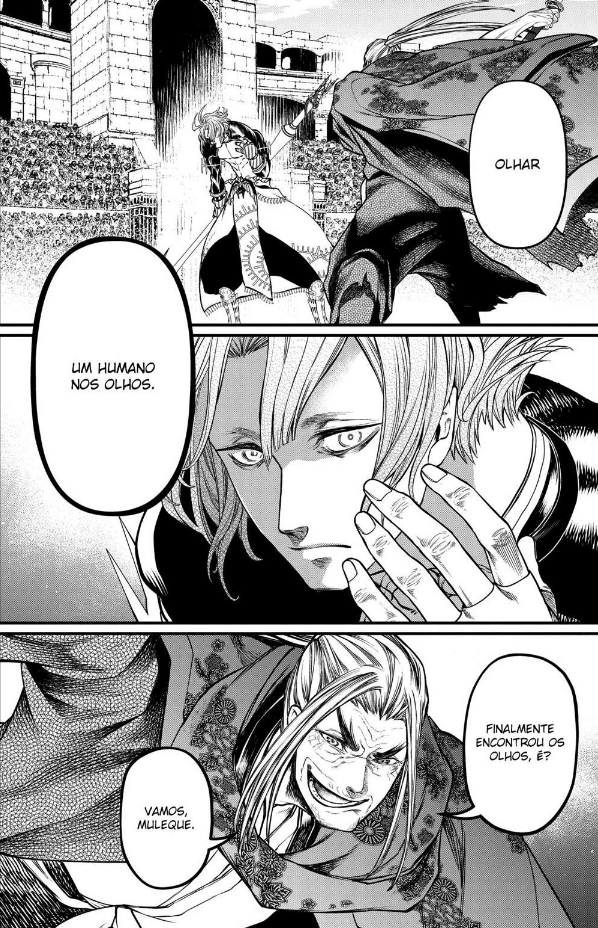 OLHAR
UM HUMANO
NOS OLHOS.
FINALMENTE
ENCONTROU OS
OLHOS, É?
VAMOS,
MULEQUE.